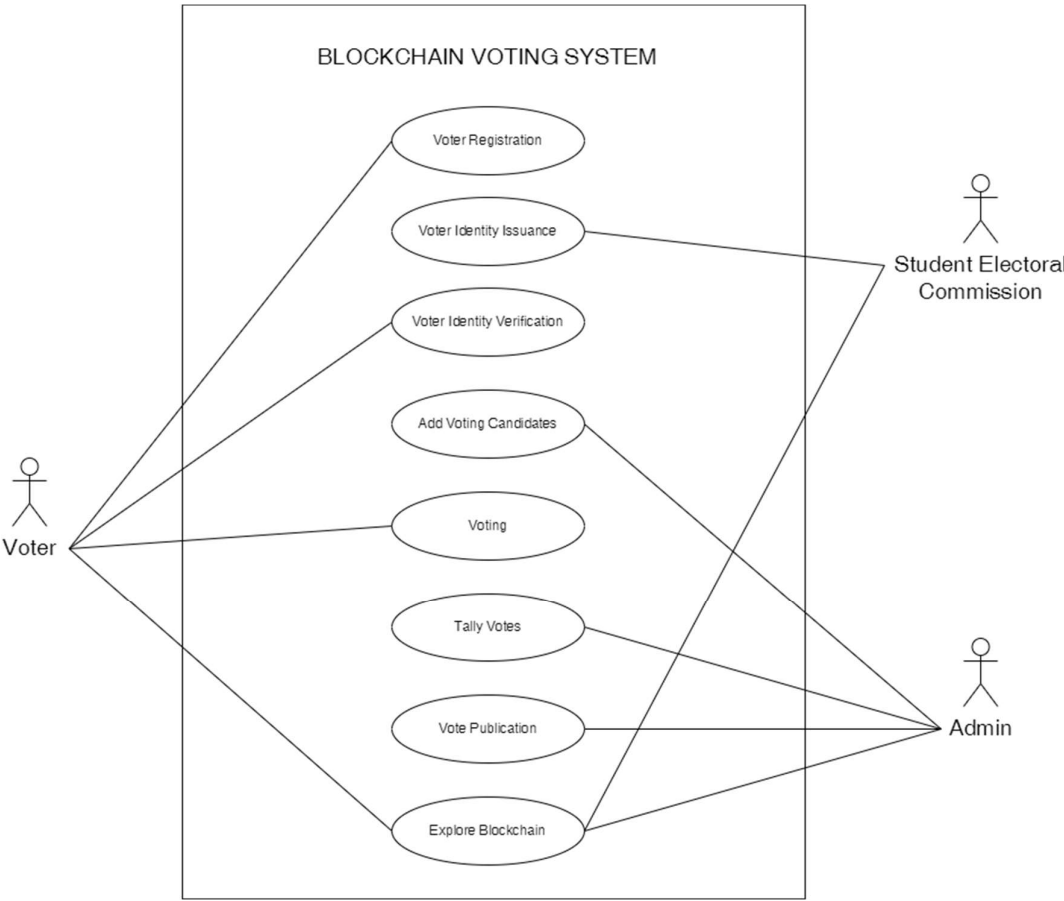 BLOCKCHAIN VOTING SYSTEM
Voter Registration
Voter Identity Issuance
Student Electoral
Commission
Voter Identity Verification
Add Voting Candidates
Voting
Voter
Tally Votes
Vote Publication
Admin
Explore Blockchain